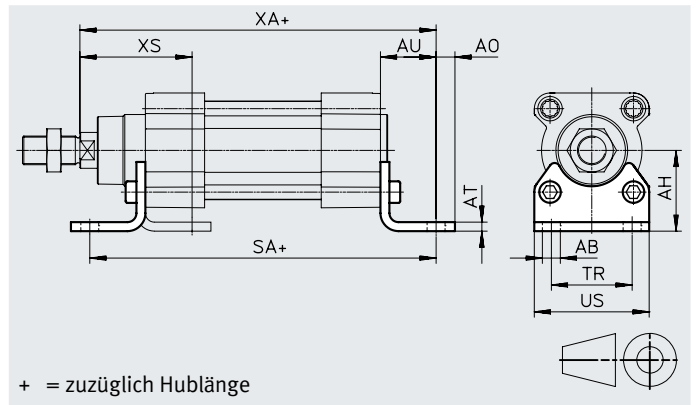 XA+
XS
AU
AO
AT
SA+
AH
AB
TR
US
+ = zuzüglich Hublänge